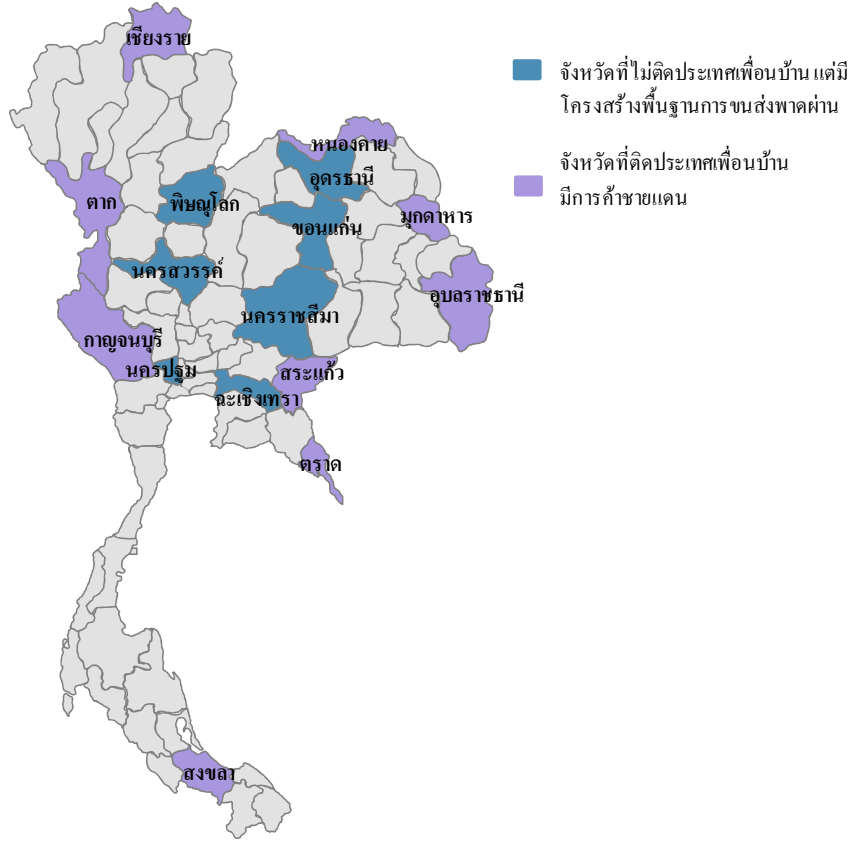 เชียงราย
จังหวัดที่ไม่ติดประเทศเพื่อนบ้าน แต่มี
โครงสร้างพื้นฐานการขนส่งพาดผ่าน
จังหวัดที่ติดประเทศเพื่อนบ้าน
มีการค้าชายแดน
หนองคาย
อุดรธานี
ตาก
พิษณุโลก
มุกดาหาร
ขอนแก่น
นครสวรรค์
อุบลราชธานี
นครราชสีมา
กาญจนบุรี
นครปฐม
สระแก้ว
ฉะเชิงเทรา
ตราด
สงขลา